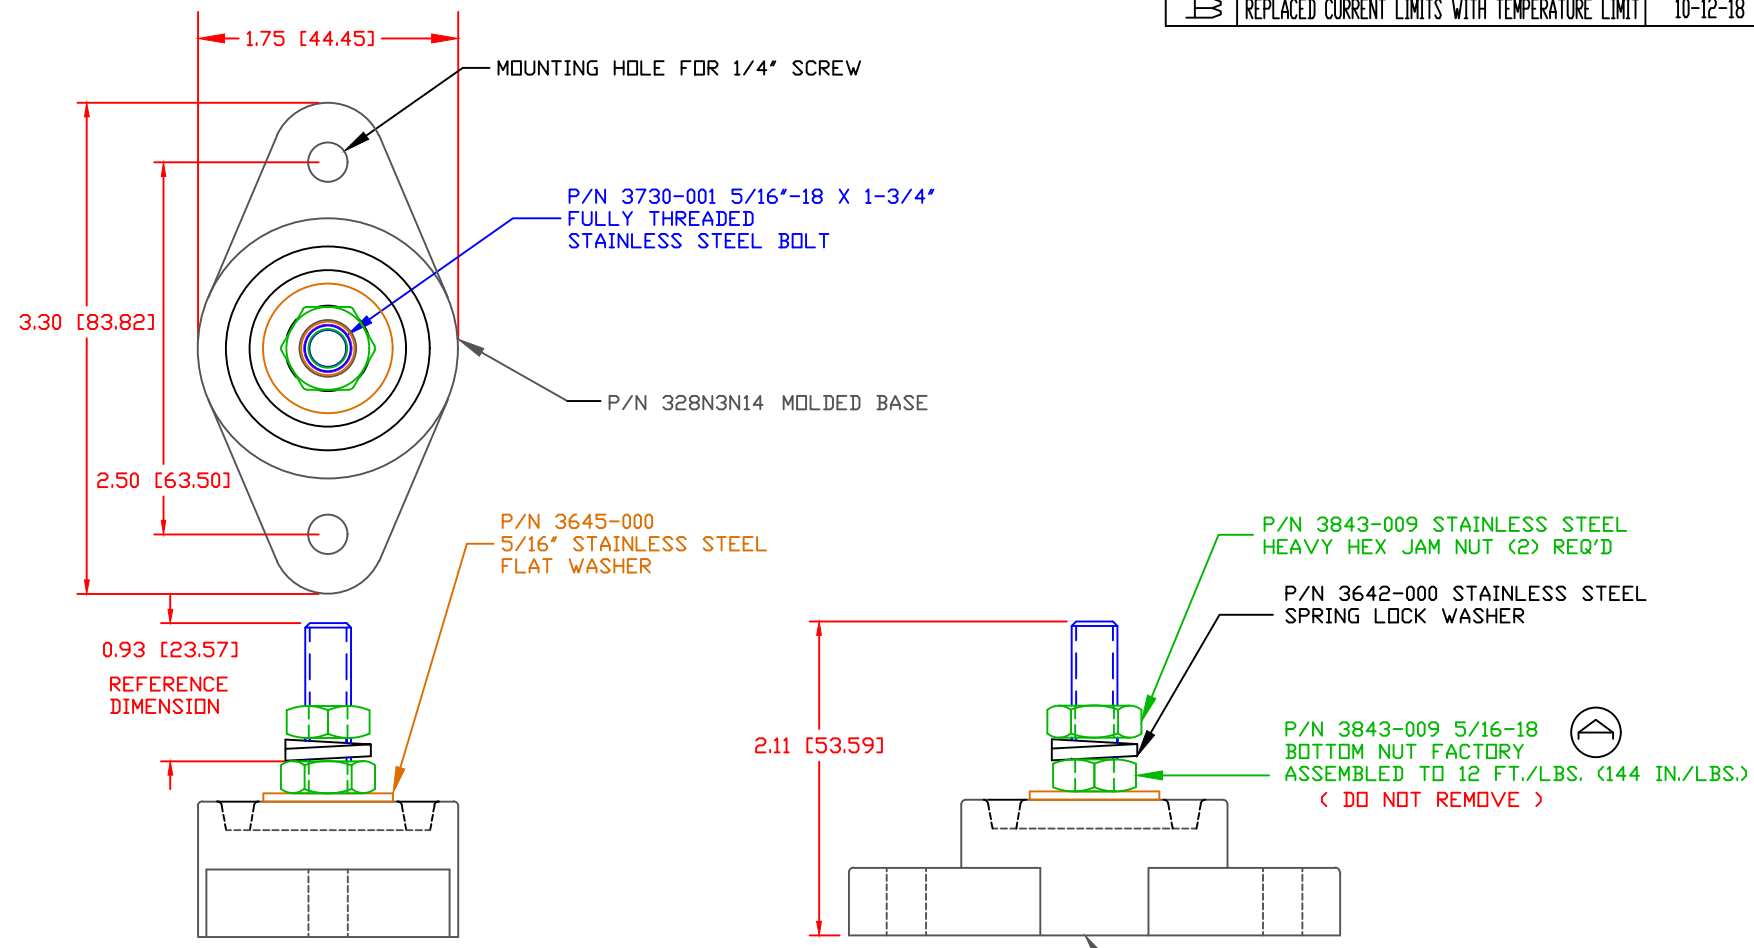 B REPLACED CURRENT LIMITS WITH TEMPERATURE LIMIT 10-12-18
1.75 [44.45]
MOUNTING HOLE FOR 1/4" SCREW
P/N 3730-001 5/16"-18 X 1-3/4"
FULLY THREADED
STAINLESS STEEL BOLT
3.30 [83.82]
P/N 328N3N14 MOLDED BASE
2.50 [63.50]
P/N 3645-000
5/16" STAINLESS STEEL
FLAT WASHER
P/N 3843-009 STAINLESS STEEL
HEAVY HEX JAM NUT (2) REQ'D
P/N 3642-000 STAINLESS STEEL
SPRING LOCK WASHER
0.93 [23.57]
REFERENCE
DIMENSION
2.11 [53.59]
P/N 3843-009 5/16-18
BOTTOM NUT FACTORY
ASSEMBLED TO 12 FT./LBS. (144 IN./LBS.)
( DO NOT REMOVE )
A